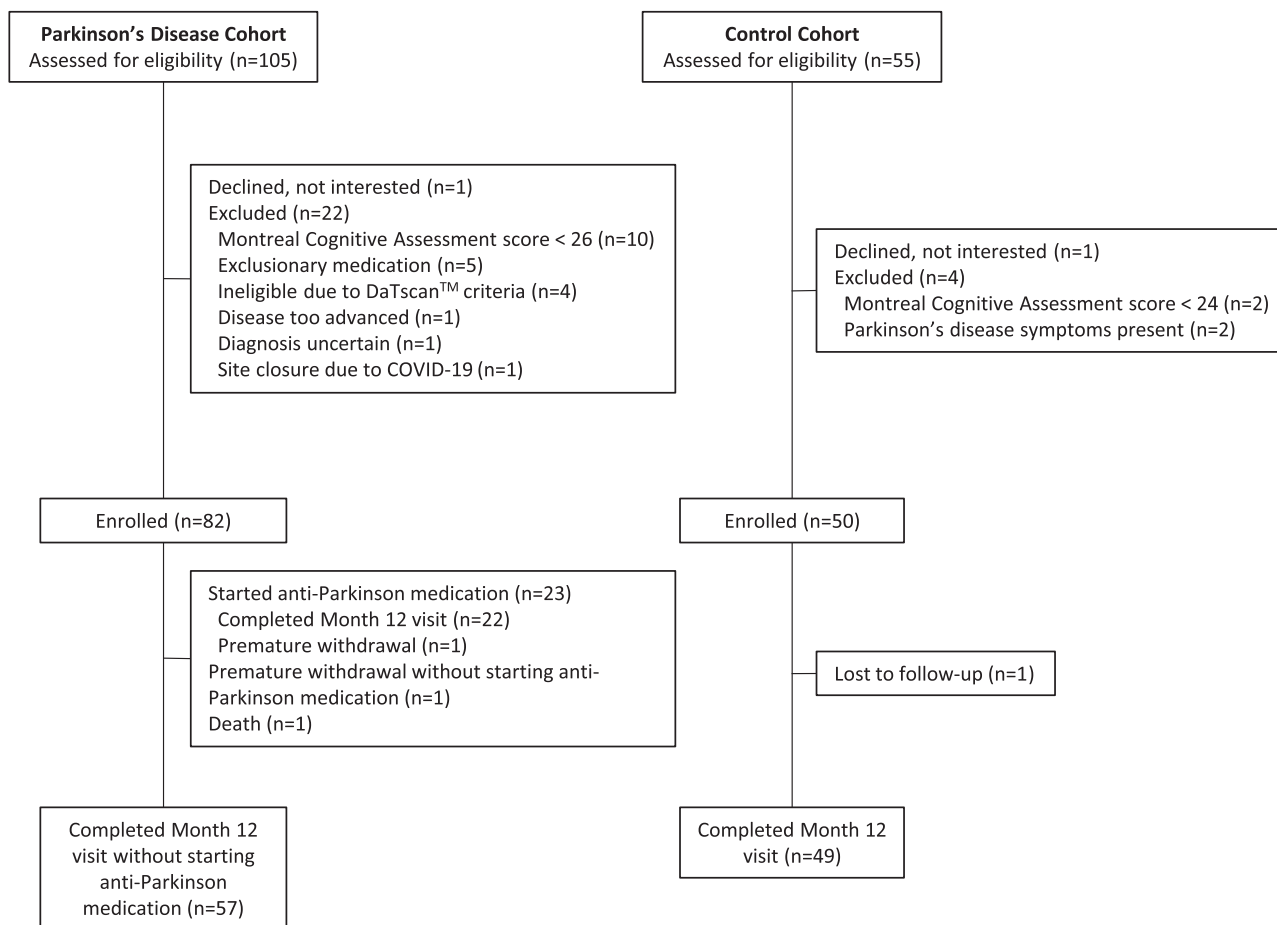 Parkinson’s Disease Cohort
Assessed for eligibility (n=105)
Control Cohort
Assessed for eligibility (n=55)
Declined, not interested (n=1)
Excluded (n=22)
Montreal Cognitive Assessment score < 26 (n=10)
Exclusionary medication (n=5)
Ineligible due to DaTscan™ criteria (n=4)
Disease too advanced (n=1)
Diagnosis uncertain (n=1)
Site closure due to COVID-19 (n=1)
Declined, not interested (n=1)
Excluded (n=4)
Montreal Cognitive Assessment score < 24 (n=2)
Parkinson’s disease symptoms present (n=2)
Enrolled (n=82)
Enrolled (n=50)
Started anti-Parkinson medication (n=23)
Completed Month 12 visit (n=22)
Premature withdrawal (n=1)
Premature withdrawal without starting anti-
Parkinson medication (n=1)
Death (n=1)
Lost to follow-up (n=1)
Completed Month 12
visit without starting
anti-Parkinson
medication (n=57)
Completed Month 12
visit (n=49)